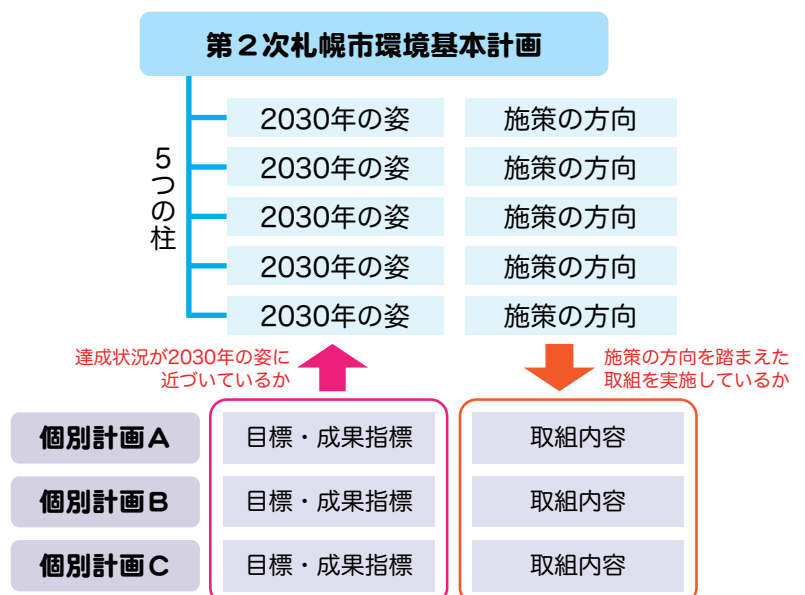 第２次札幌市環境基本計画
5つの柱
2030年の姿 施策の方向
2030年の姿 施策の方向
2030年の姿 施策の方向
2030年の姿 施策の方向
2030年の姿 施策の方向
達成状況が2030年の姿に
近づいているか
施策の方向を踏まえた
取組を実施しているか
個別計画Ａ 目標・成果指標 取組内容
個別計画Ｂ 目標・成果指標 取組内容
個別計画Ｃ 目標・成果指標 取組内容